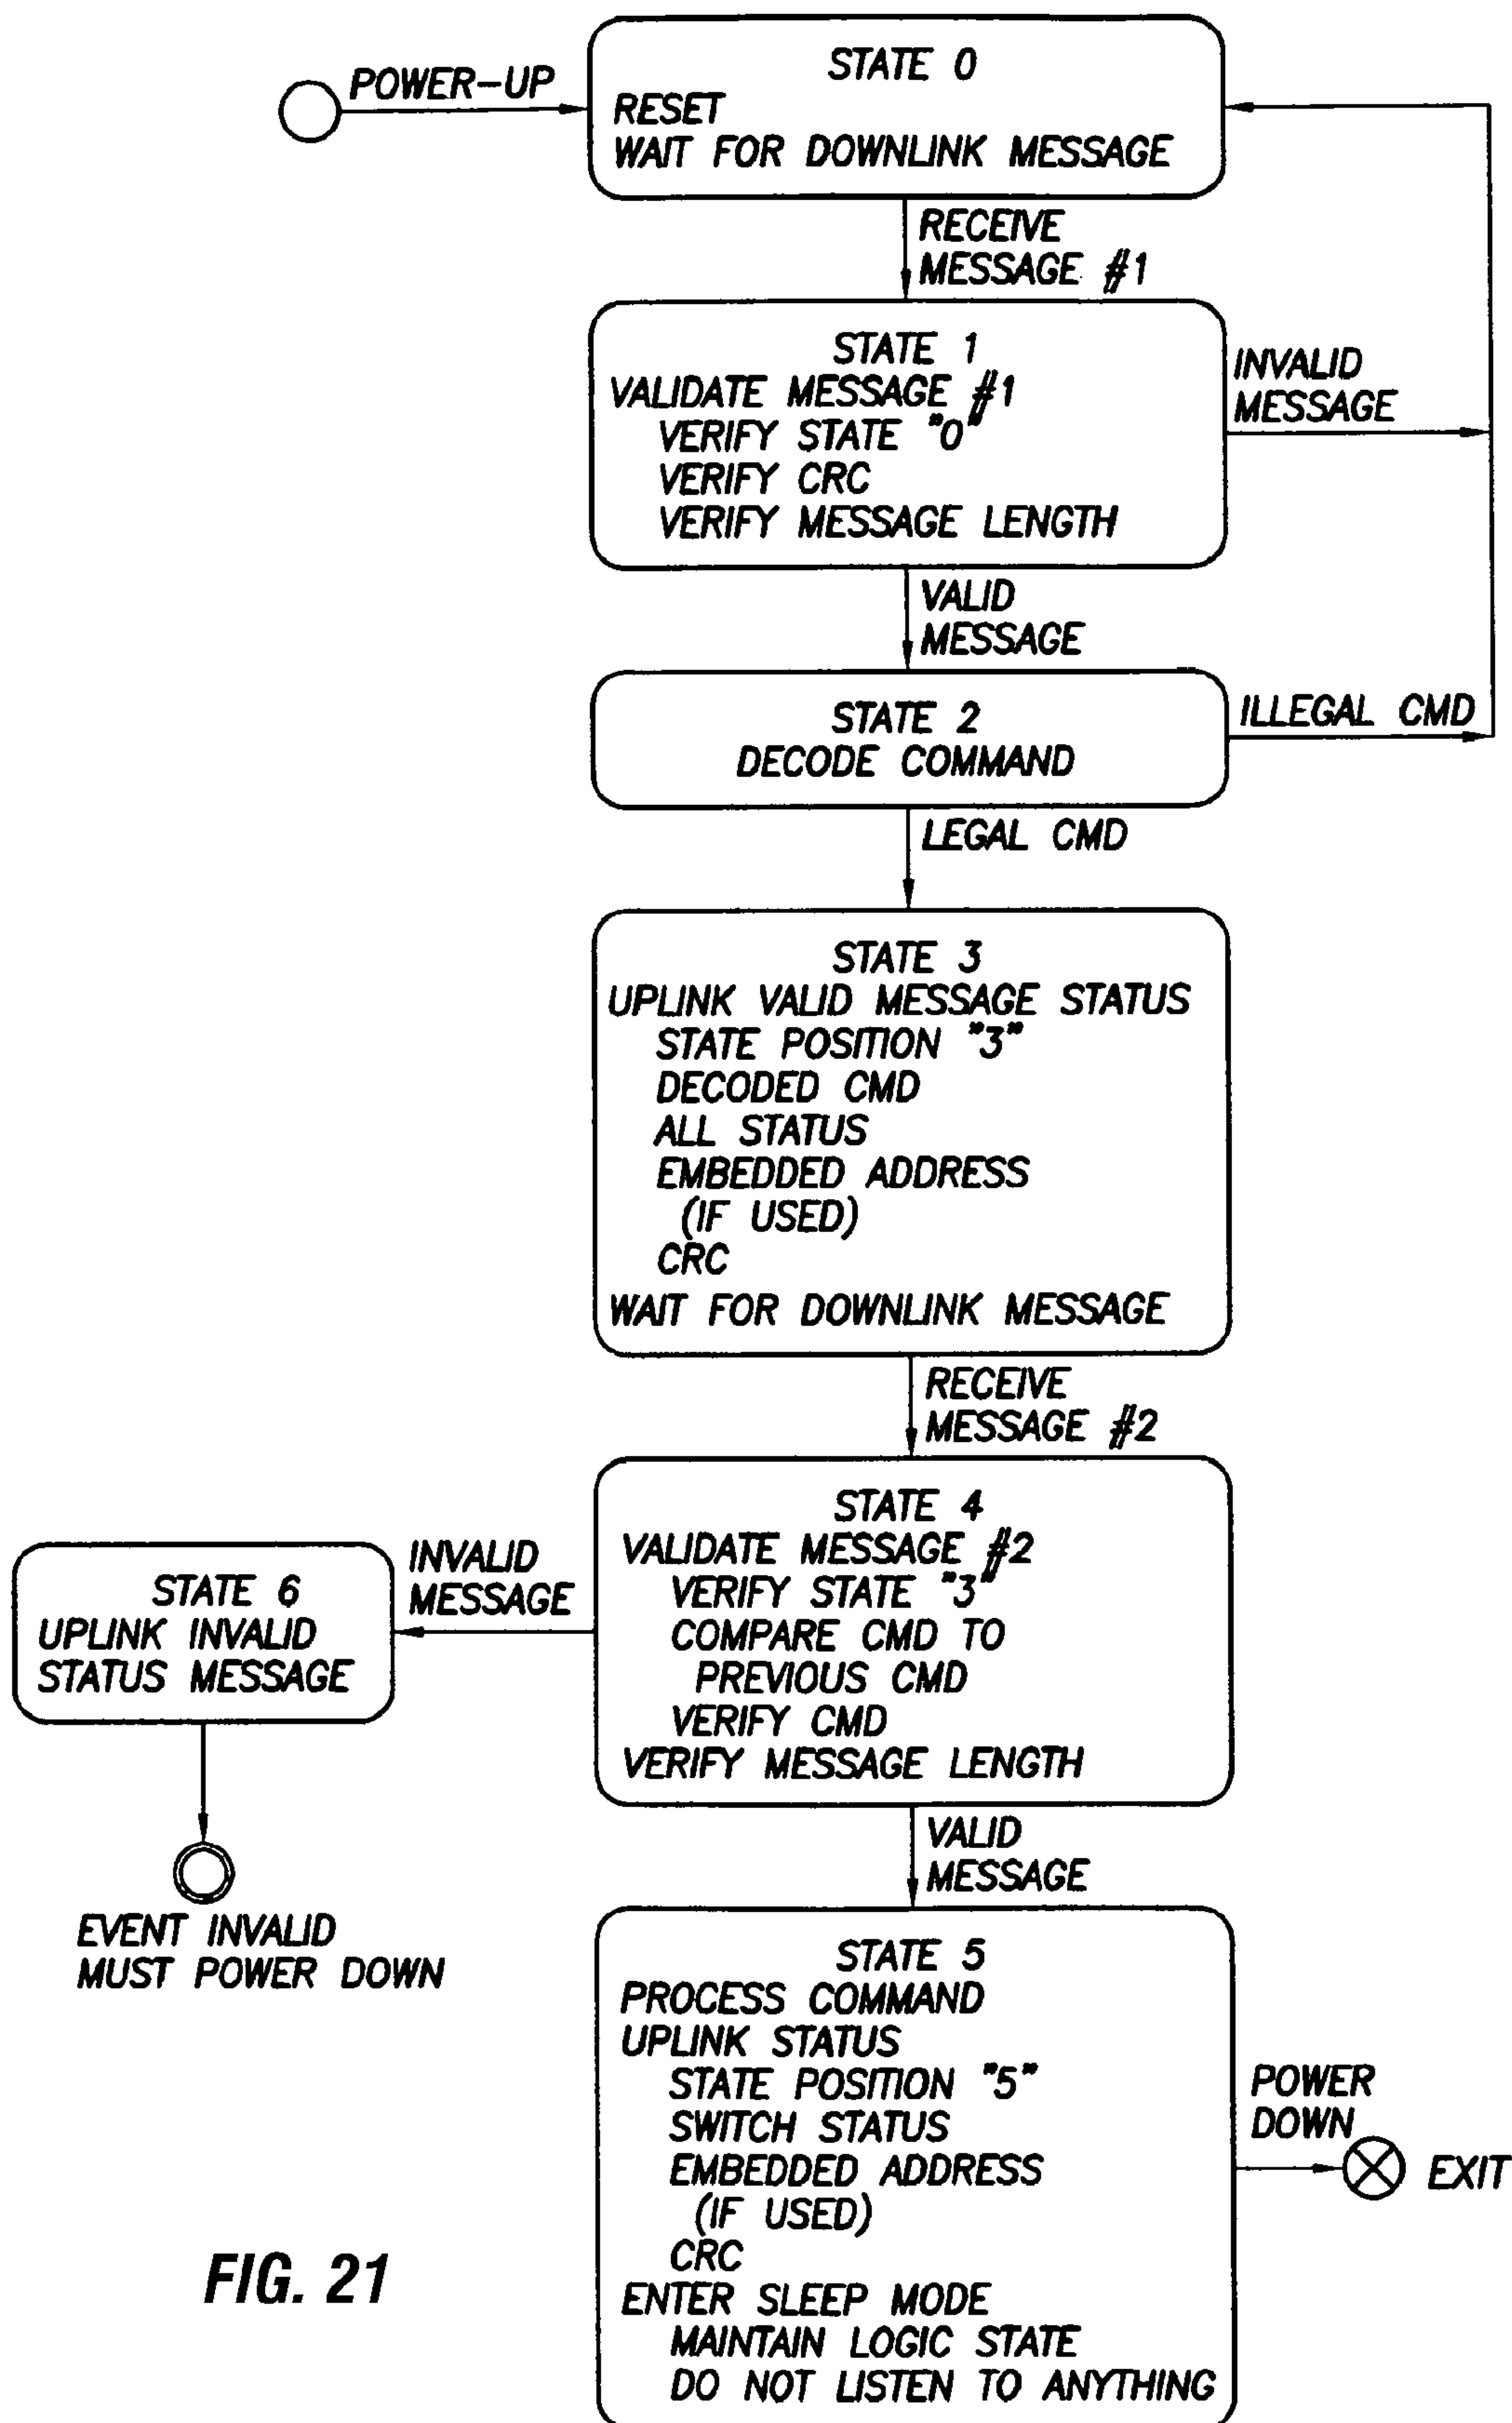 STATE 0
POWER-UP
RESET
WAIT FOR DOWNLINK MESSAGE
RECEIVE
MESSAGE #1
STATE 1
VALIDATE MESSAGE #1
VERIFY STATE "0"
VERIFY CRC
VERIFY MESSAGE LENGTH
INVALID
MESSAGE
VALID
MESSAGE
STATE 2
DECODE COMMAND
ILLEGAL CMD
LEGAL CMD
STATE 3
UPLINK VALID MESSAGE STATUS
STATE POSITION "3"
DECODED CMD
ALL STATUS
EMBEDDED ADDRESS
(IF USED)
CRC
WAIT FOR DOWNLINK MESSAGE
RECEIVE
MESSAGE #2
STATE 4
VALIDATE MESSAGE #2
VERIFY STATE "3"
COMPARE CMD TO
PREVIOUS CMD
VERIFY CMD
VERIFY MESSAGE LENGTH
INVALID
MESSAGE
STATE 6
UPLINK INVALID
STATUS MESSAGE
EVENT INVALID
MUST POWER DOWN
VALID
MESSAGE
STATE 5
PROCESS COMMAND
UPLINK STATUS
STATE POSITION "5"
SWITCH STATUS
EMBEDDED ADDRESS
(IF USED)
CRC
ENTER SLEEP MODE
MAINTAIN LOGIC STATE
DO NOT LISTEN TO ANYTHING
POWER
DOWN
EXIT
FIG. 21